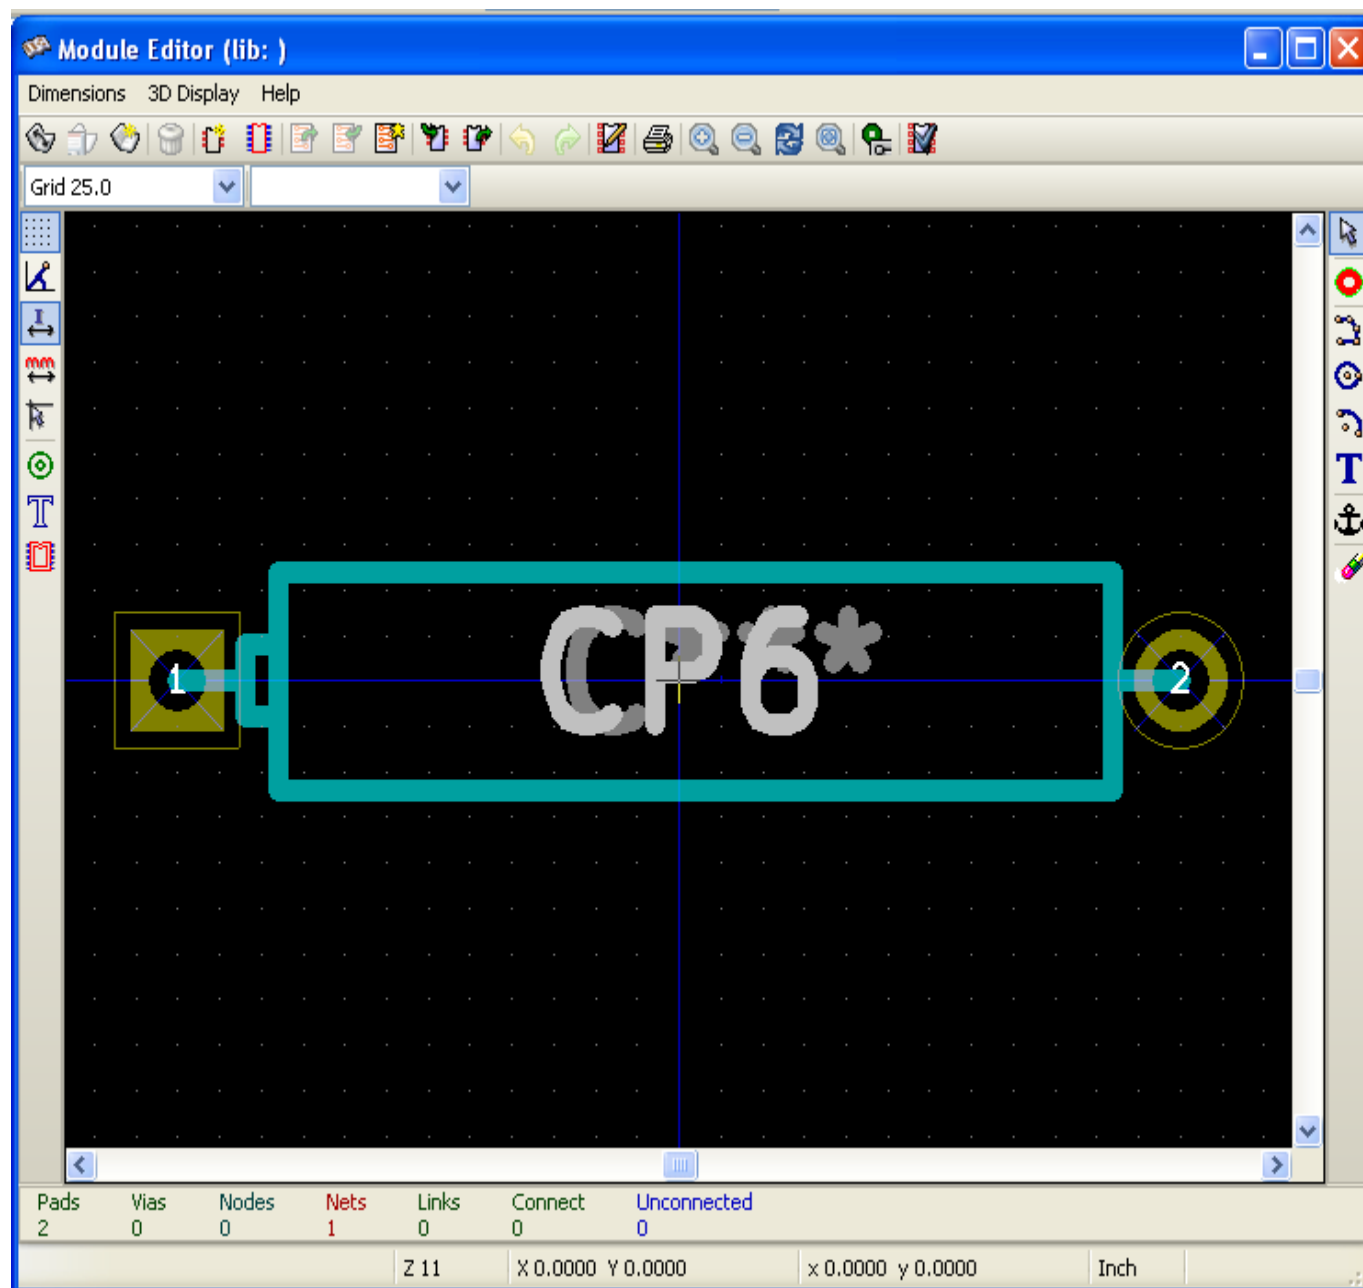 Module Editor (lib: )
Dimensions 3D Display Help
Grid 25.0
mm
1 CP6* 2
Pads Vias Nodes Nets Links Connect Unconnected
2 0 0 1 0 0 0
Z 11 X 0.0000 Y 0.0000 x 0.0000 y 0.0000 Inch